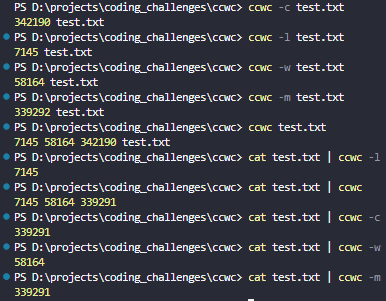 PS D:\projects\coding_challenges\ccwc> ccwc -c test.txt
342190 test.txt
PS D:\projects\coding_challenges\ccwc> ccwc -l test.txt
7145 test.txt
PS D:\projects\coding_challenges\ccwc> ccwc -w test.txt
58164 test.txt
PS D:\projects\coding_challenges\ccwc> ccwc -m test.txt
339292 test.txt
PS D:\projects\coding_challenges\ccwc> ccwc test.txt
7145 58164 342190 test.txt
PS D:\projects\coding_challenges\ccwc> cat test.txt | ccwc -l
7145
PS D:\projects\coding_challenges\ccwc> cat test.txt | ccwc
7145 58164 339291
PS D:\projects\coding_challenges\ccwc> cat test.txt | ccwc -c
339291
PS D:\projects\coding_challenges\ccwc> cat test.txt | ccwc -w
58164
PS D:\projects\coding_challenges\ccwc> cat test.txt | ccwc -m
339291